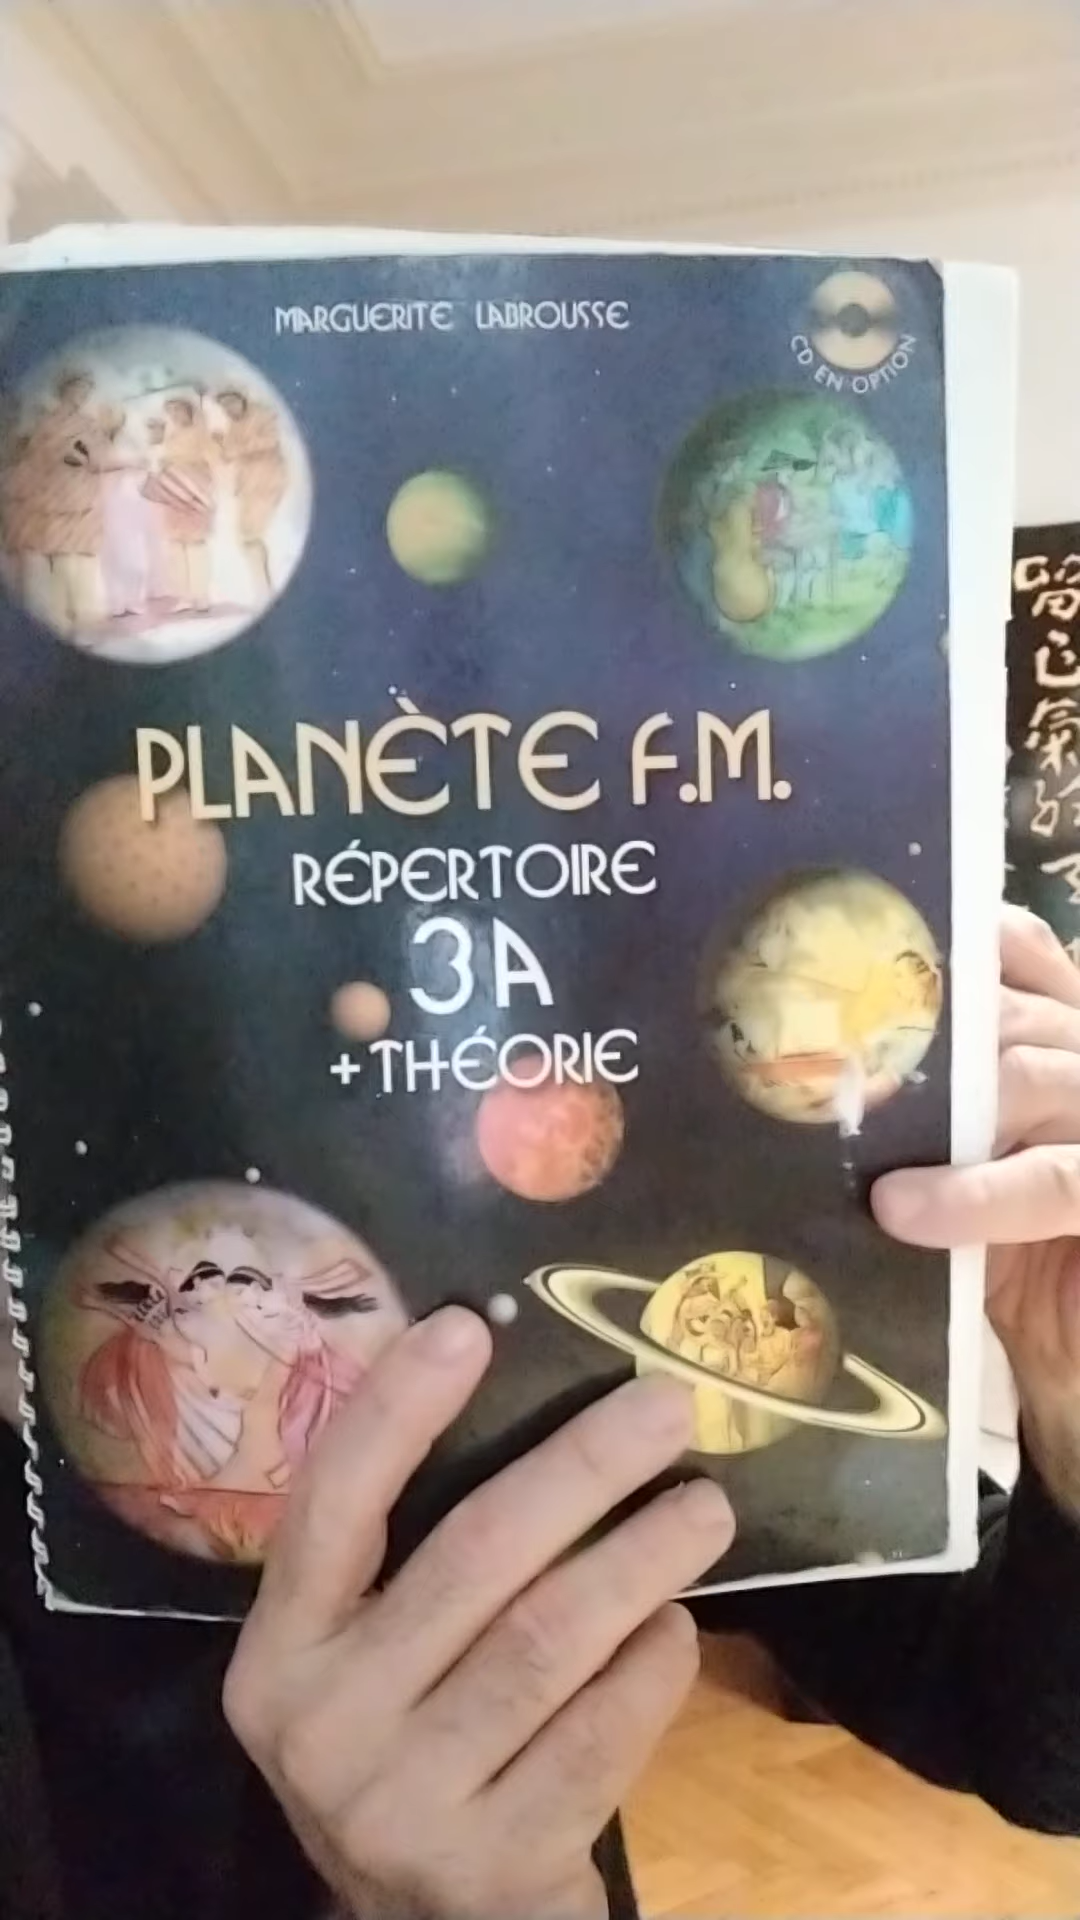 MARGUERITE LABROUSSE
CD EN OPTION
PLANÈTE F.M.
RÉPERTOIRE
3A
+ THÉORIE